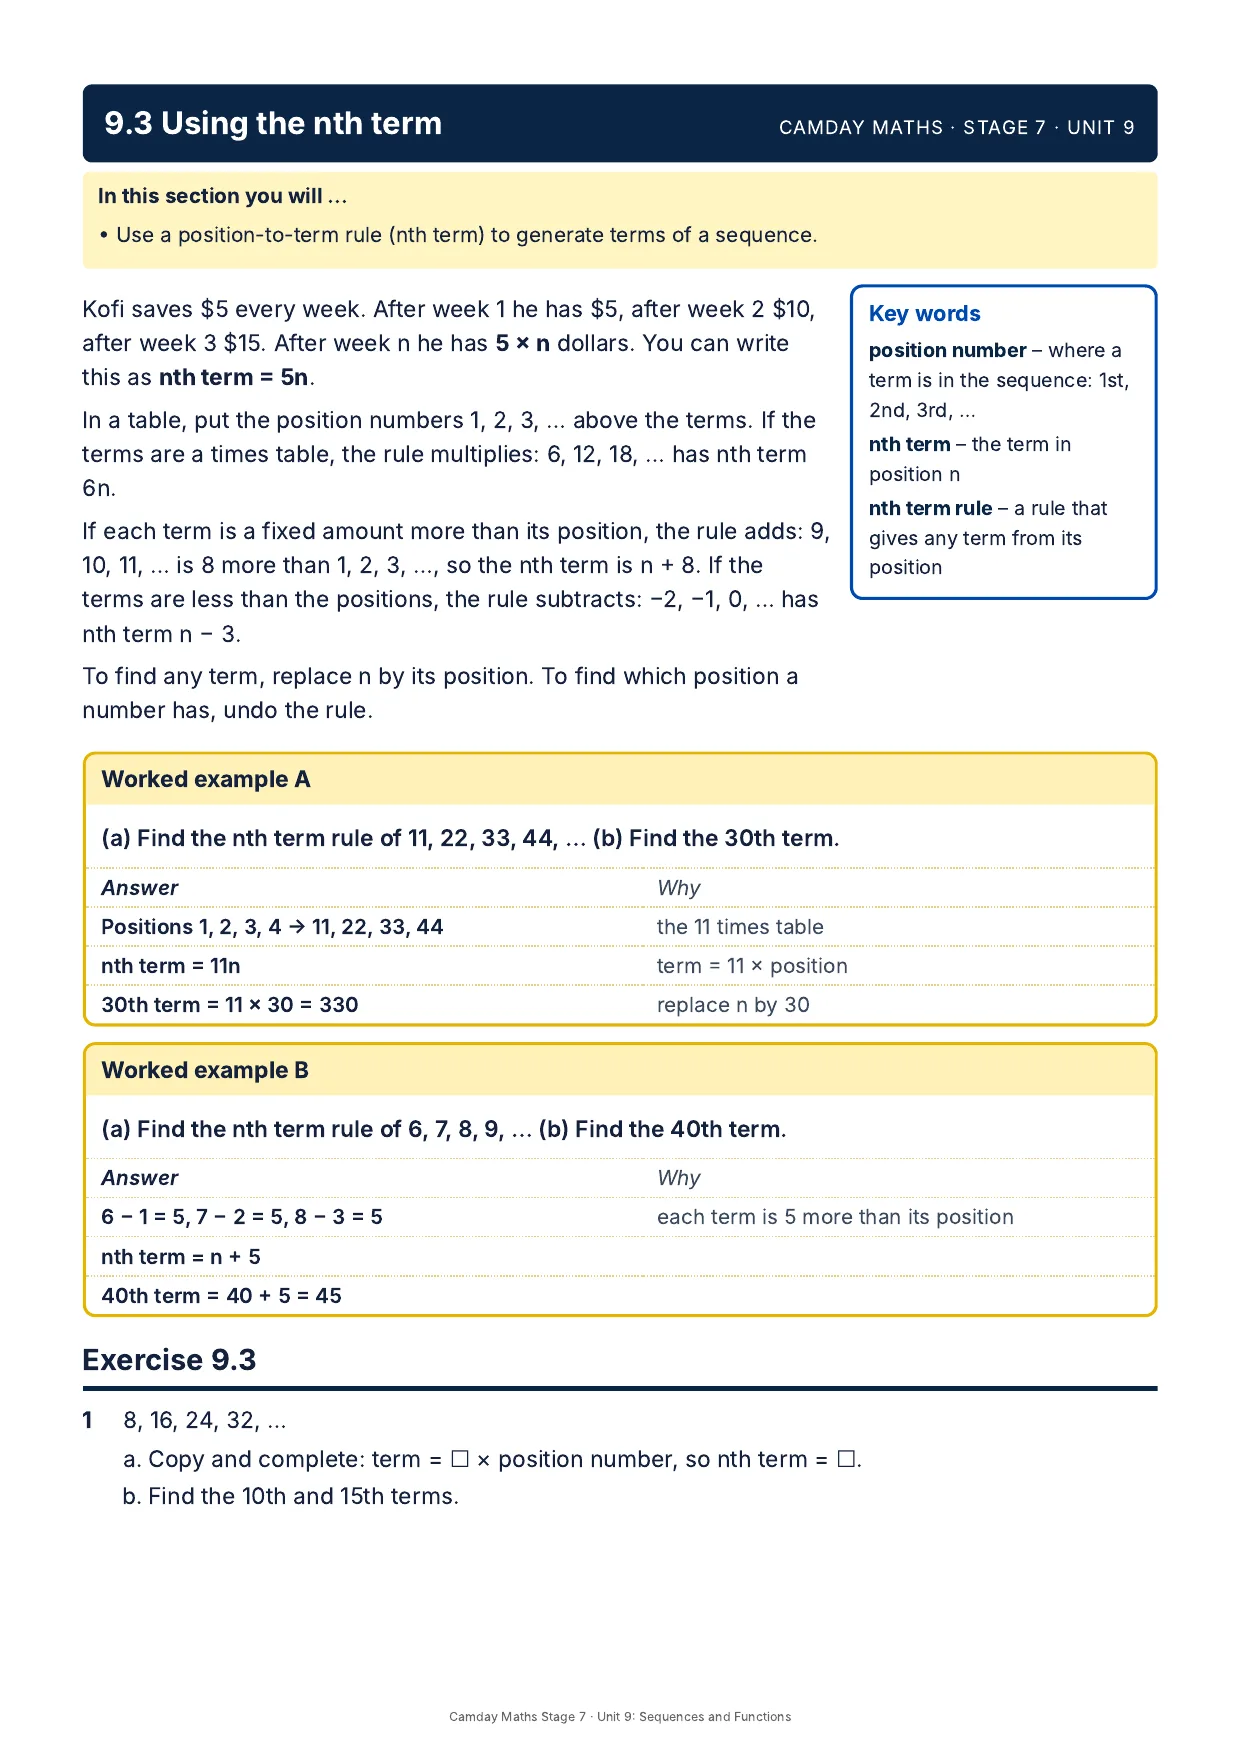 9.3 Using the nth term
CAMDAY MATHS · STAGE 7 · UNIT 9
In this section you will …
• Use a position-to-term rule (nth term) to generate terms of a sequence.
Kofi saves $5 every week. After week 1 he has $5, after week 2 $10,
after week 3 $15. After week n he has 5 × n dollars. You can write
this as nth term = 5n.
In a table, put the position numbers 1, 2, 3, … above the terms. If the
terms are a times table, the rule multiplies: 6, 12, 18, … has nth term
6n.
If each term is a fixed amount more than its position, the rule adds: 9,
10, 11, … is 8 more than 1, 2, 3, …, so the nth term is n + 8. If the
terms are less than the positions, the rule subtracts: −2, −1, 0, … has
nth term n − 3.
To find any term, replace n by its position. To find which position a
number has, undo the rule.
Key words
position number – where a
term is in the sequence: 1st,
2nd, 3rd, …
nth term – the term in
position n
nth term rule – a rule that
gives any term from its
position
Worked example A
(a) Find the nth term rule of 11, 22, 33, 44, … (b) Find the 30th term.
Answer Why
Positions 1, 2, 3, 4 → 11, 22, 33, 44 the 11 times table
nth term = 11n term = 11 × position
30th term = 11 × 30 = 330 replace n by 30
Worked example B
(a) Find the nth term rule of 6, 7, 8, 9, … (b) Find the 40th term.
Answer Why
6 − 1 = 5, 7 − 2 = 5, 8 − 3 = 5 each term is 5 more than its position
nth term = n + 5
40th term = 40 + 5 = 45
Exercise 9.3
1 8, 16, 24, 32, …
a. Copy and complete: term = ☐ × position number, so nth term = ☐.
b. Find the 10th and 15th terms.
Camday Maths Stage 7 · Unit 9: Sequences and Functions